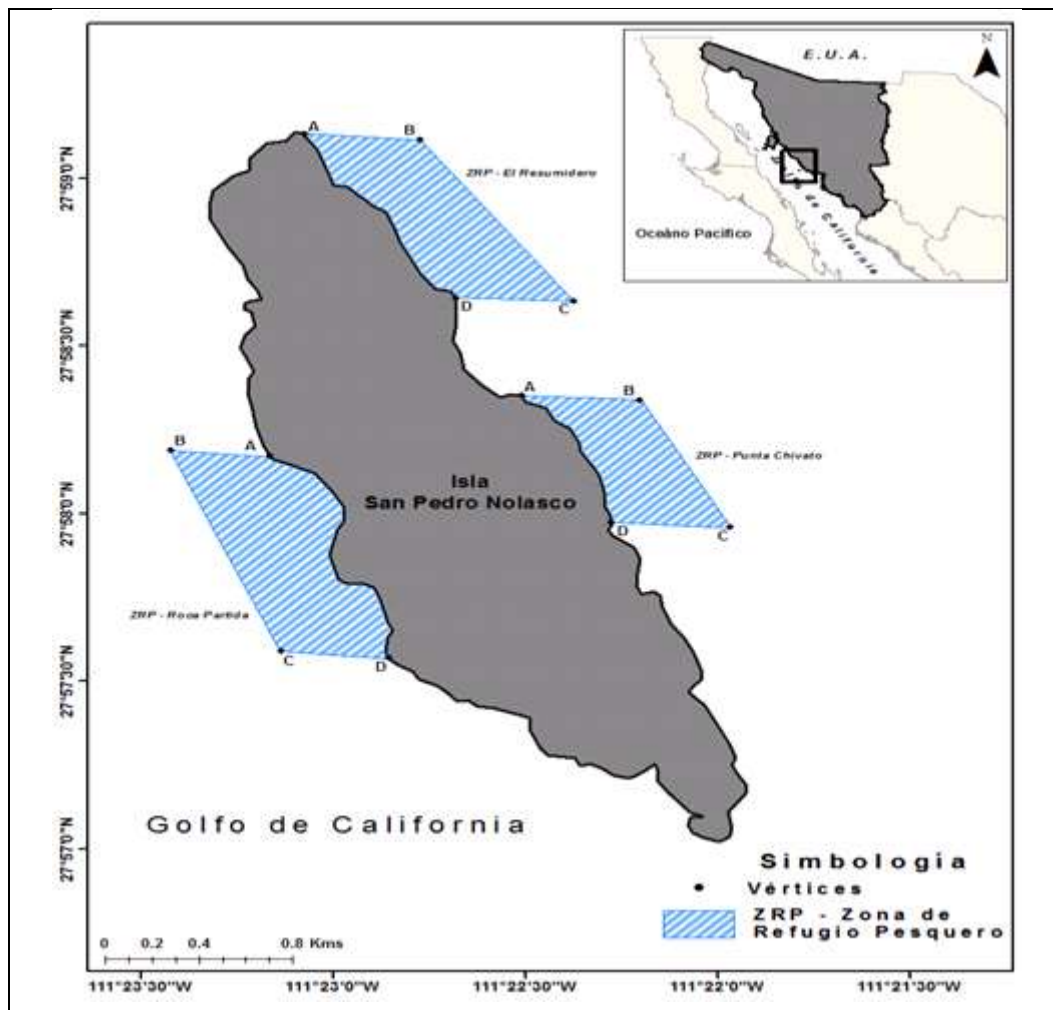 E.U.A.
N
Océano Pacífico
Golfo de California
A
B
ZRP - El Resumidero
D
C
A
B
ZRP - Punta Chivato
D
C
B
A
ZRP - Roca Partida
C
D
Isla
San Pedro Nolasco
Golfo de California
Simbología
Vértices
ZRP - Zona de
Refugio Pesquero
0 0.2 0.4 0.8 Kms
27°59'0"N
27°58'30"N
27°58'0"N
27°57'30"N
27°57'0"N
111°23'30"W 111°23'0"W 111°22'30"W 111°22'0"W 111°21'30"W